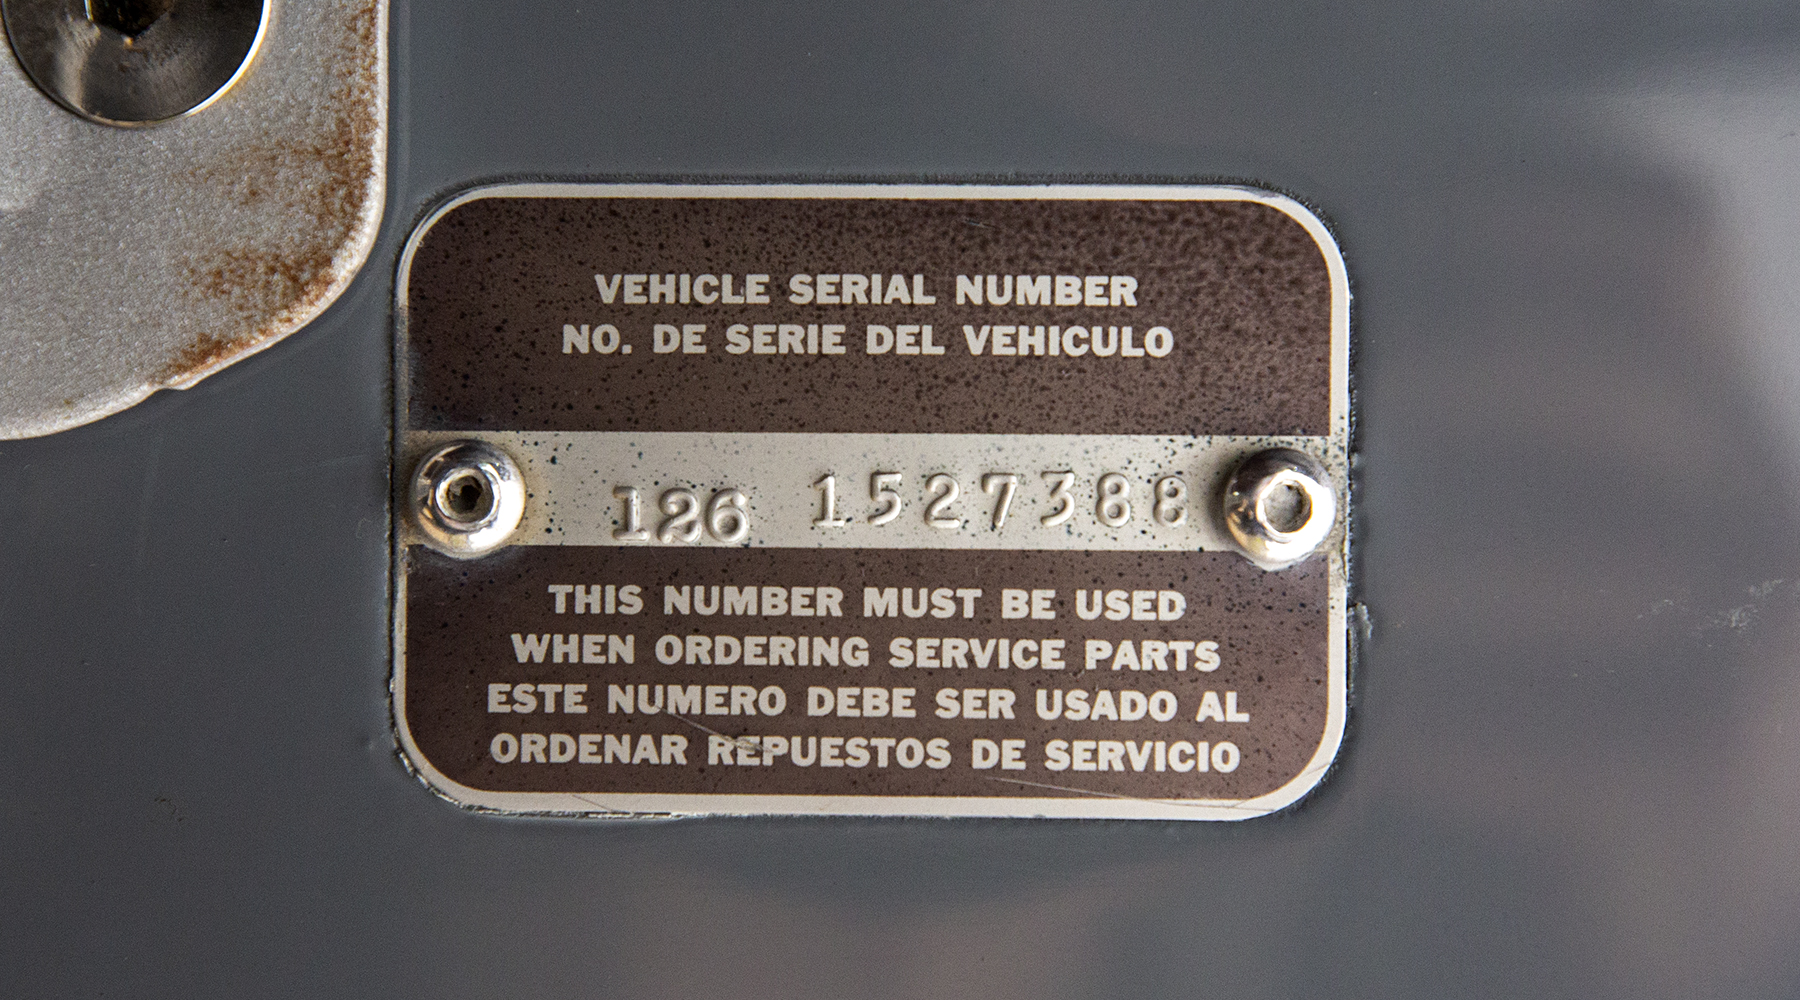 VEHICLE SERIAL NUMBER
NO. DE SERIE DEL VEHICULO
126 1527388
THIS NUMBER MUST BE USED
WHEN ORDERING SERVICE PARTS
ESTE NUMERO DEBE SER USADO AL
ORDENAR REPUESTOS DE SERVICIO